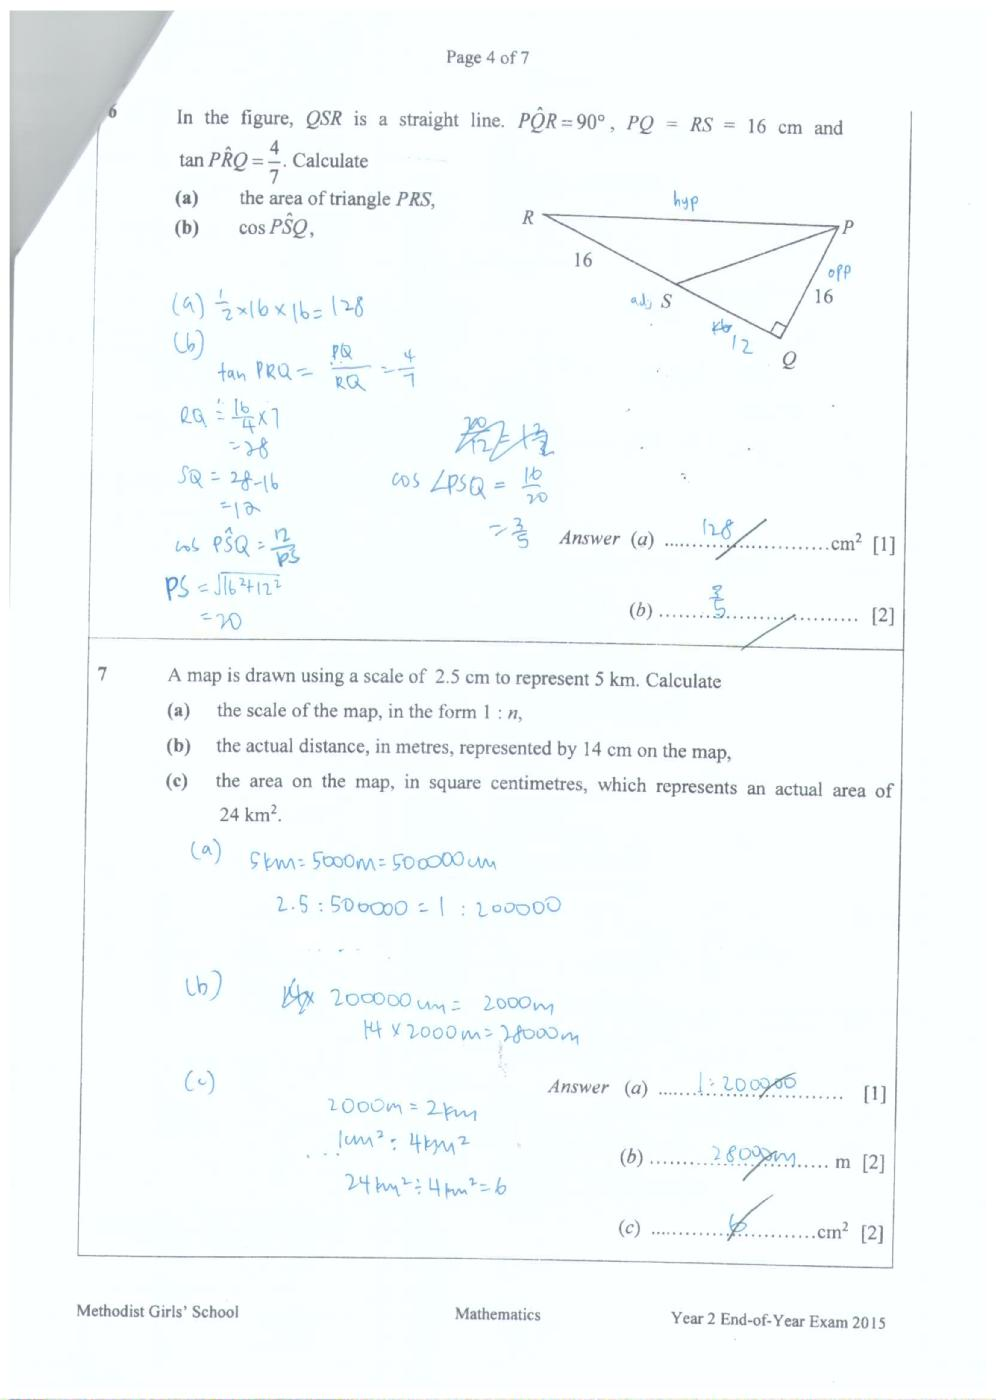 Page 4 of 7
6 In the figure, QSR is a straight line. PQ̂R = 90°, PQ = RS = 16 cm and
tan PR̂Q = 4/7. Calculate
(a) the area of triangle PRS,
(b) cos PŜQ,
hyp
R
P
16
opp
16
adj S
12
Q
(a) 1/2 × 16 × 16 = 128
(b)
tan PRQ = PQ/RQ = 4/7
RQ = 16/4 × 7
= 28
SQ = 28-16
= 12
cos PŜQ = 12/PS
PS = √16²+12²
= 20
cos ∠PSQ = 16/20
= 3/5
Answer (a) 128 cm² [1]
(b) 3/5 [2]
7 A map is drawn using a scale of 2.5 cm to represent 5 km. Calculate
(a) the scale of the map, in the form 1 : n,
(b) the actual distance, in metres, represented by 14 cm on the map,
(c) the area on the map, in square centimetres, which represents an actual area of
24 km².
(a) 5km = 5000m = 500000cm
2.5 : 500000 = 1 : 200000
(b) 200000cm = 2000m
14 × 2000m = 28000m
(c)
2000m = 2km
1cm² : 4km²
24km² ÷ 4km² = 6
Answer (a) 1 : 200000 [1]
(b) 28000m m [2]
(c) 6 cm² [2]
Methodist Girls' School
Mathematics
Year 2 End-of-Year Exam 2015